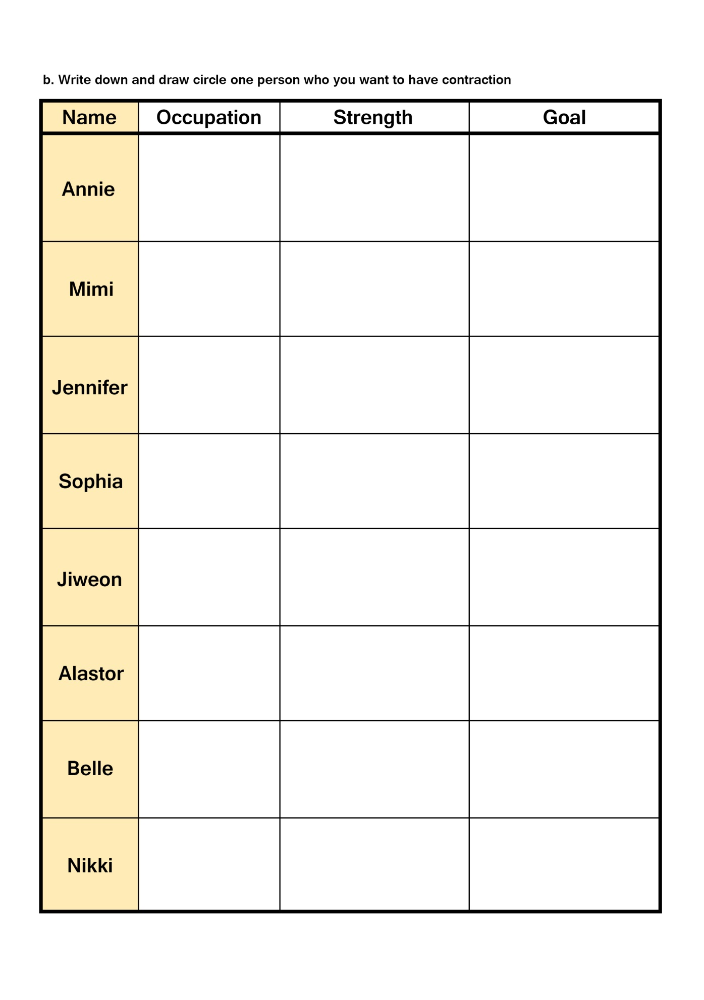 b. Write down and draw circle one person who you want to have contraction
Name Occupation Strength Goal
Annie
Mimi
Jennifer
Sophia
Jiweon
Alastor
Belle
Nikki